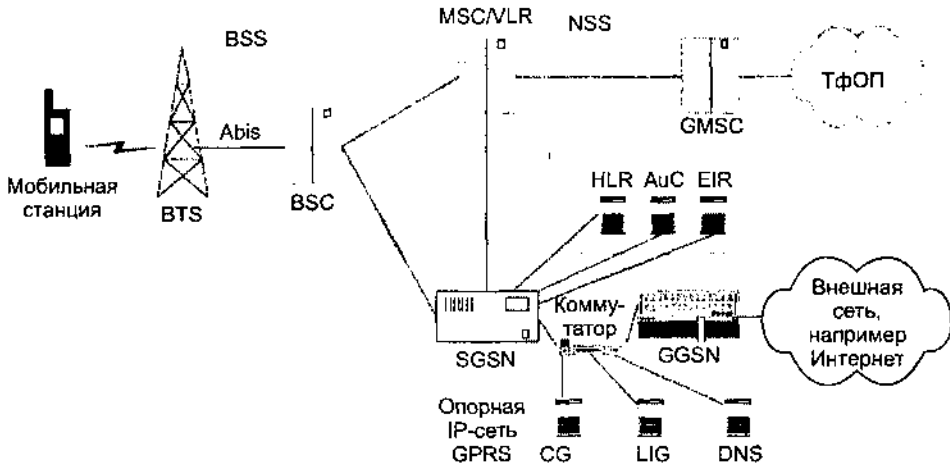 MSC/VLR
BSS
NSS
ТфОП
Abis
GMSC
Мобильная
станция
BTS
BSC
HLR AuC EIR
Комму-
татор
Внешная
сеть,
например
Интернет
SGSN
GGSN
Опорная
IP-сеть
GPRS
CG
LIG
DNS